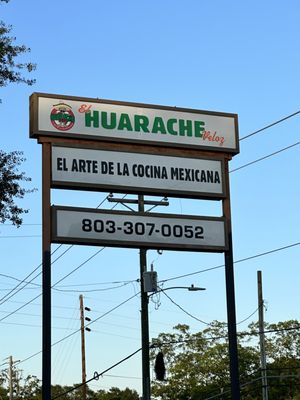 El HUARACHE Veloz
EL ARTE DE LA COCINA MEXICANA
803-307-0052